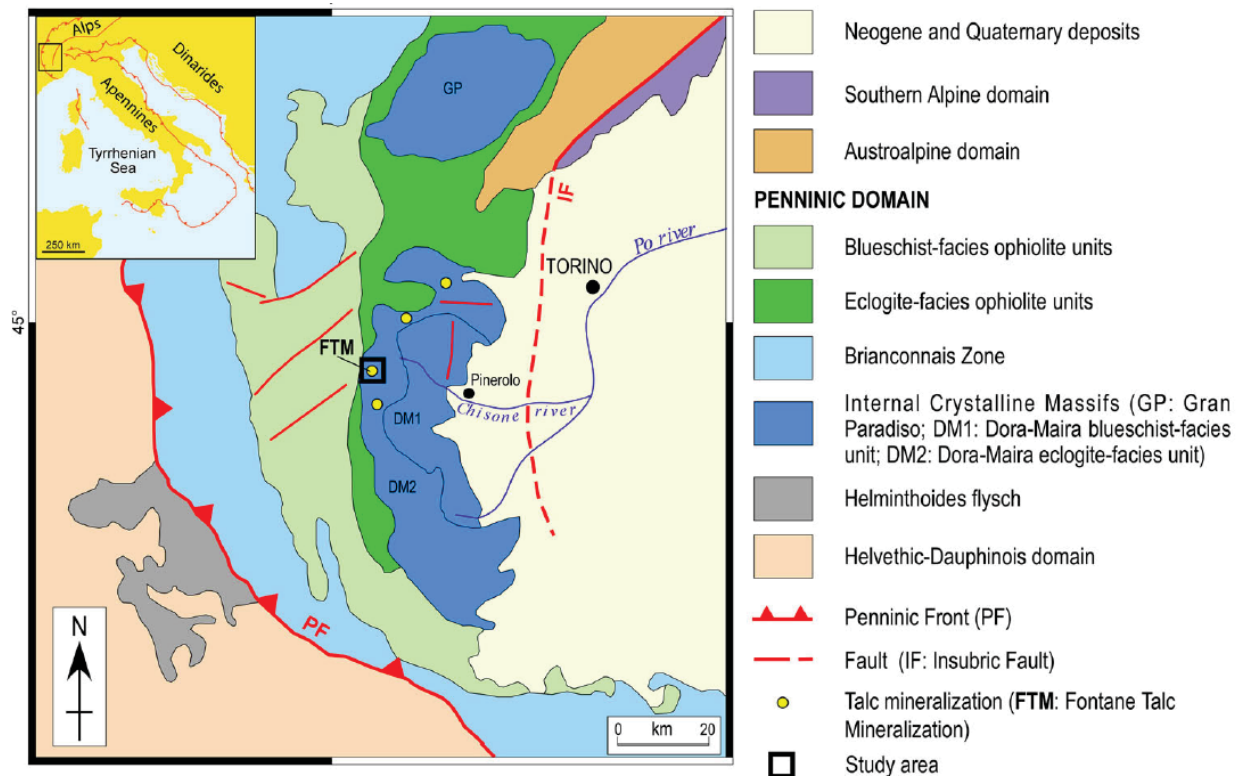 Alps
Dinarides
Apennines
Tyrrhenian
Sea
250 km
GP
IF
Po river
TORINO
45°
FTM
Pinerolo
Chisone river
DM1
DM2
PF
N
0 km 20
Neogene and Quaternary deposits
Southern Alpine domain
Austroalpine domain
PENNINIC DOMAIN
Blueschist-facies ophiolite units
Eclogite-facies ophiolite units
Brianconnais Zone
Internal Crystalline Massifs (GP: Gran
Paradiso; DM1: Dora-Maira blueschist-facies
unit; DM2: Dora-Maira eclogite-facies unit)
Helminthoides flysch
Helvethic-Dauphinois domain
Penninic Front (PF)
Fault (IF: Insubric Fault)
Talc mineralization (FTM: Fontane Talc
Mineralization)
Study area